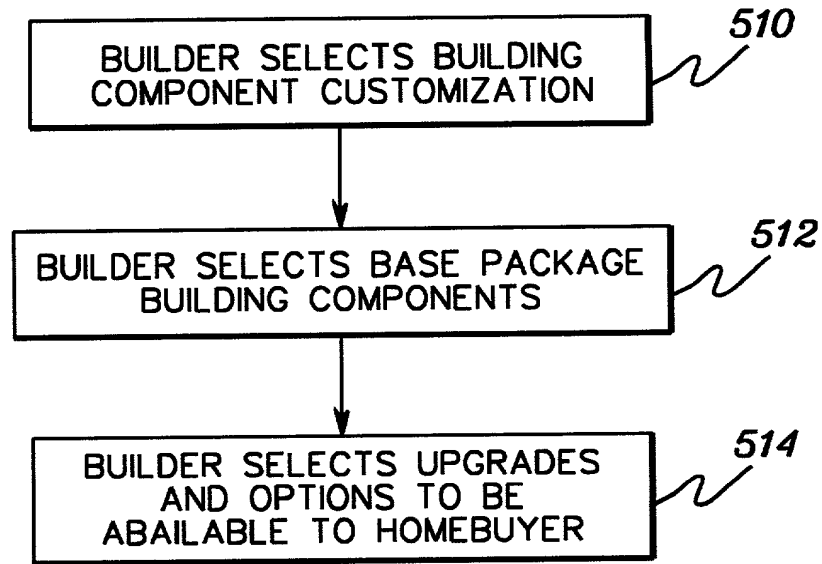 510
BUILDER SELECTS BUILDING
COMPONENT CUSTOMIZATION
512
BUILDER SELECTS BASE PACKAGE
BUILDING COMPONENTS
514
BUILDER SELECTS UPGRADES
AND OPTIONS TO BE
ABAILABLE TO HOMEBUYER